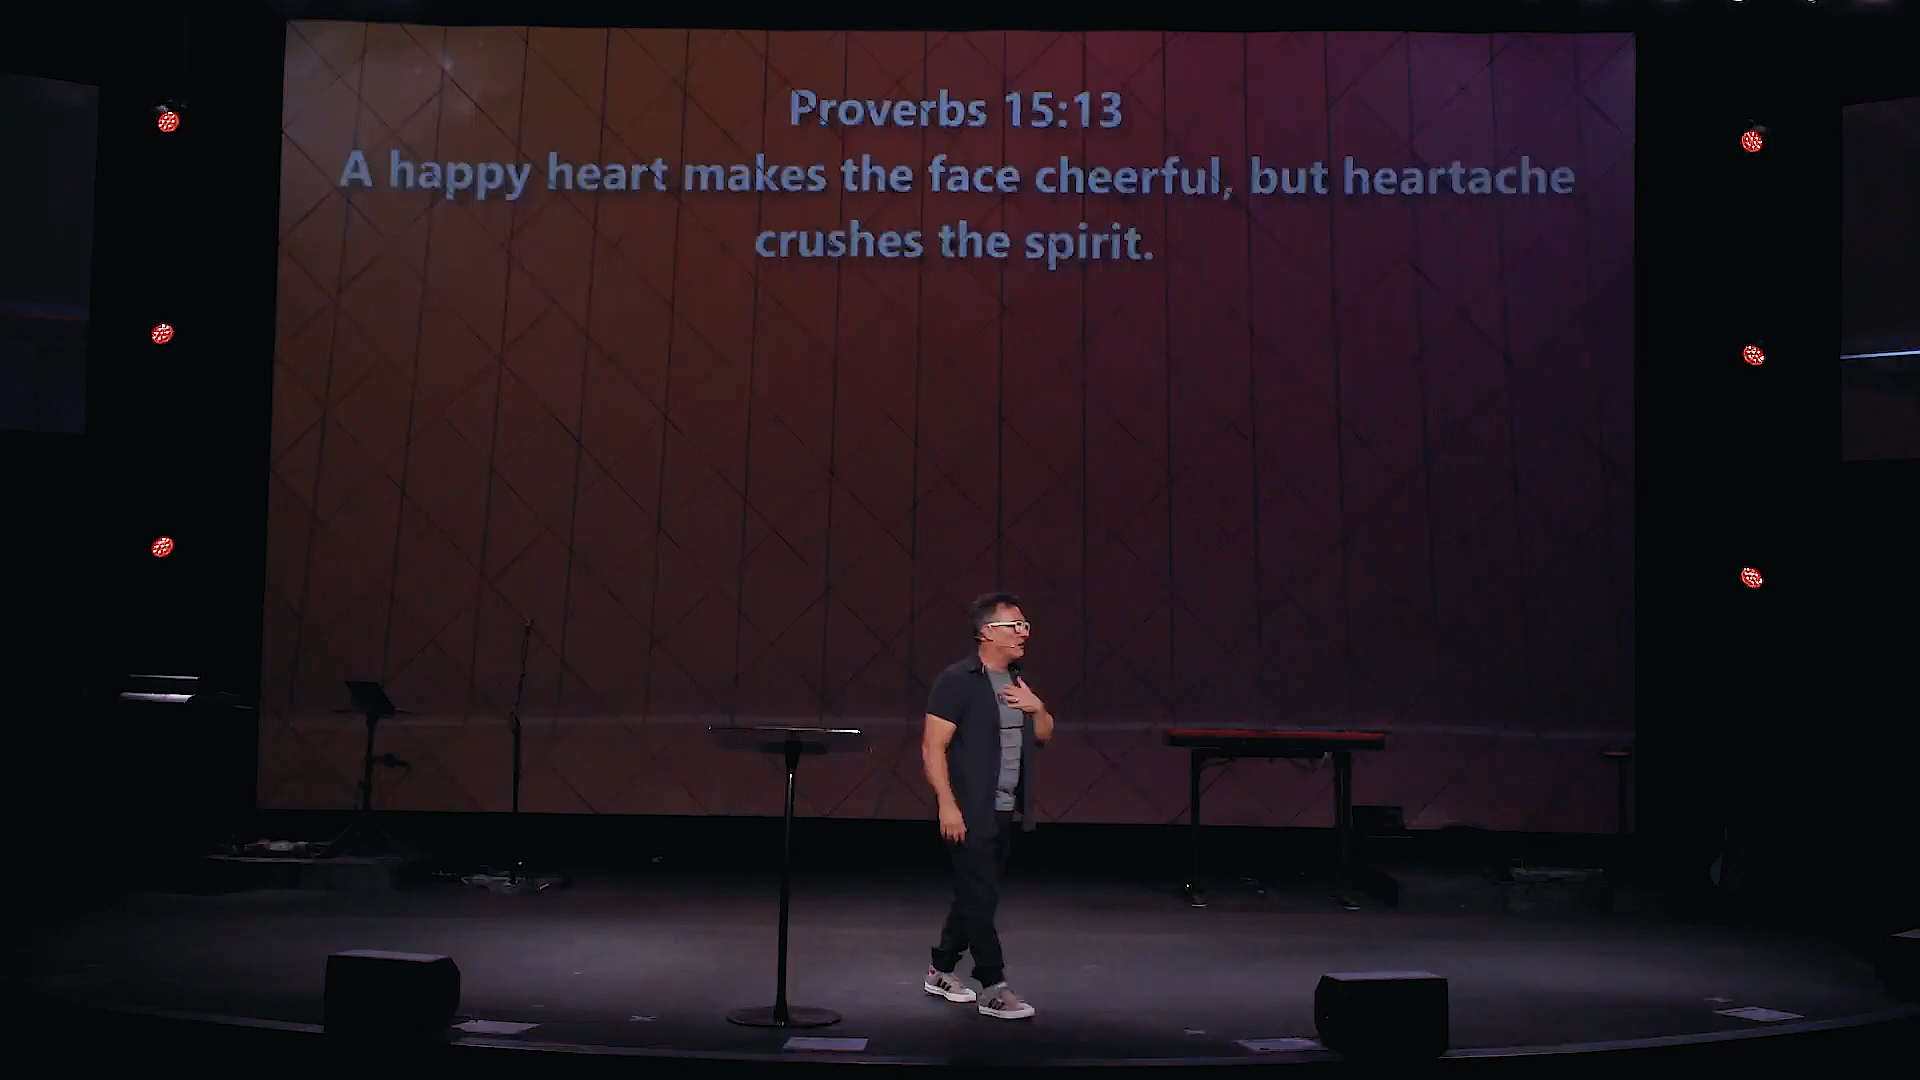 Proverbs 15:13
A happy heart makes the face cheerful, but heartache
crushes the spirit.